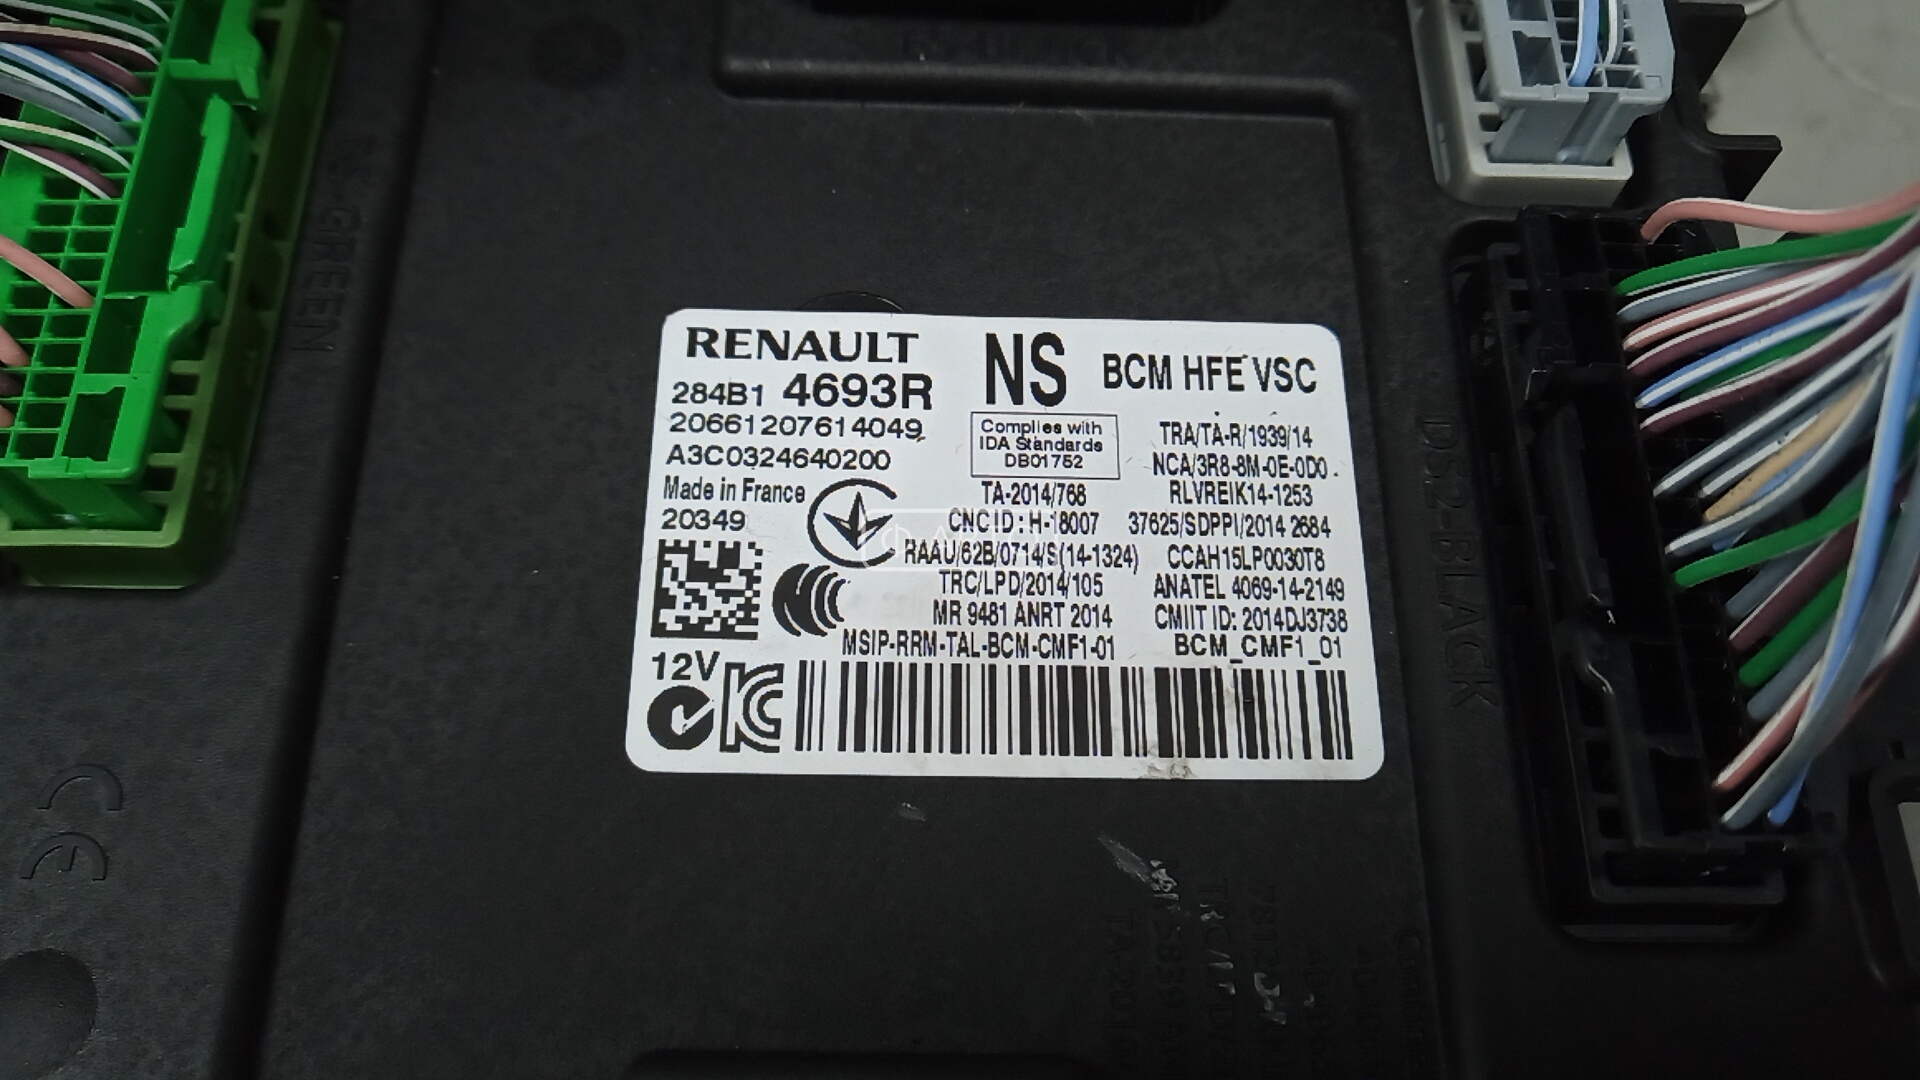 NS-GREEN
RENAULT
284B1 4693R
20661207614049
A3C0324640200
Made in France
20349
NS
BCM HFE VSC
Complies with
IDA Standards
DB01752
TRA/TA-R/1939/14
NCA/3R8-8M-0E-0D0
TA-2014/768
RLVREIK14-1253
CNC ID: H-18007
37625/SDPPI/2014 2684
RAAU/62B/0714/S(14-1324)
CCAH15LP0030T8
TRC/LPD/2014/105
ANATEL 4069-14-2149
MR 9481 ANRT 2014
CMIIT ID: 2014DJ3738
MSIP-RRM-TAL-BCM-CMF1-01
BCM_CMF1_01
12V
DS2-BLACK
CE